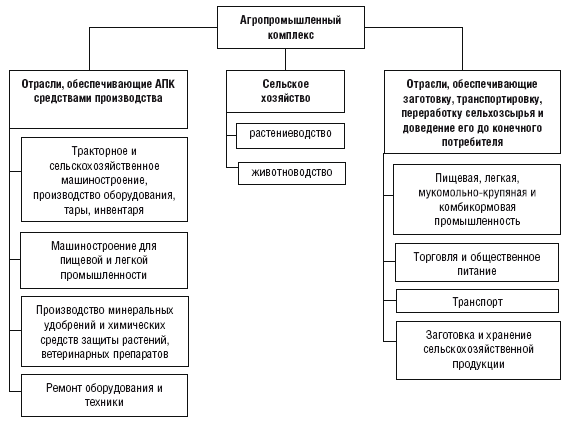 Агропромышленный
комплекс
Отрасли, обеспечивающие АПК
средствами производства
Тракторное и
сельскохозяйственное
машиностроение,
производство оборудования,
тары, инвентаря
Машиностроение для
пищевой и легкой
промышленности
Производство минеральных
удобрений и химических
средств защиты растений,
ветеринарных препаратов
Ремонт оборудования и
техники
Сельское
хозяйство
растениеводство
животноводство
Отрасли, обеспечивающие
заготовку, транспортировку,
переработку сельхозсырья
и доведение его до конечного
потребителя
Пищевая, легкая,
мукомольно-крупяная и
комбикормовая
промышленность
Торговля и общественное
питание
Транспорт
Заготовка и хранение
сельскохозяйственной
продукции